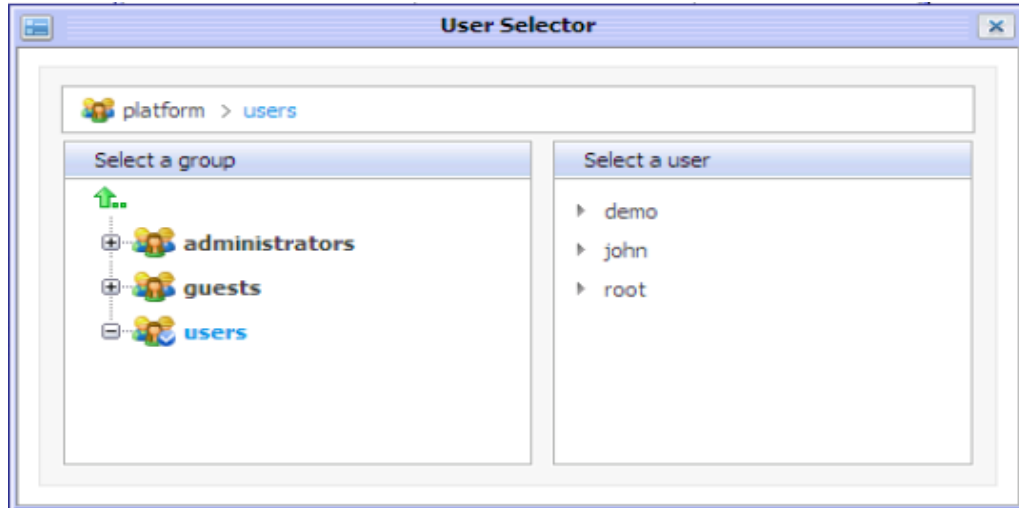 User Selector
platform > users
Select a group
administrators
guests
users
Select a user
demo
john
root